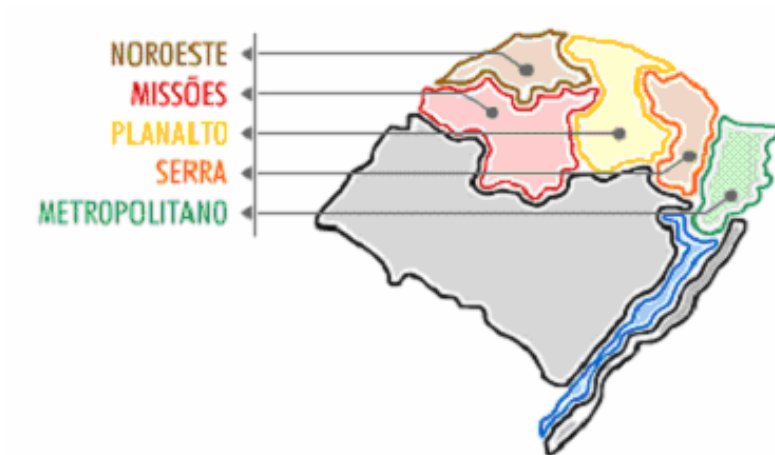 NOROESTE
MISSÕES
PLANALTO
SERRA
METROPOLITANO